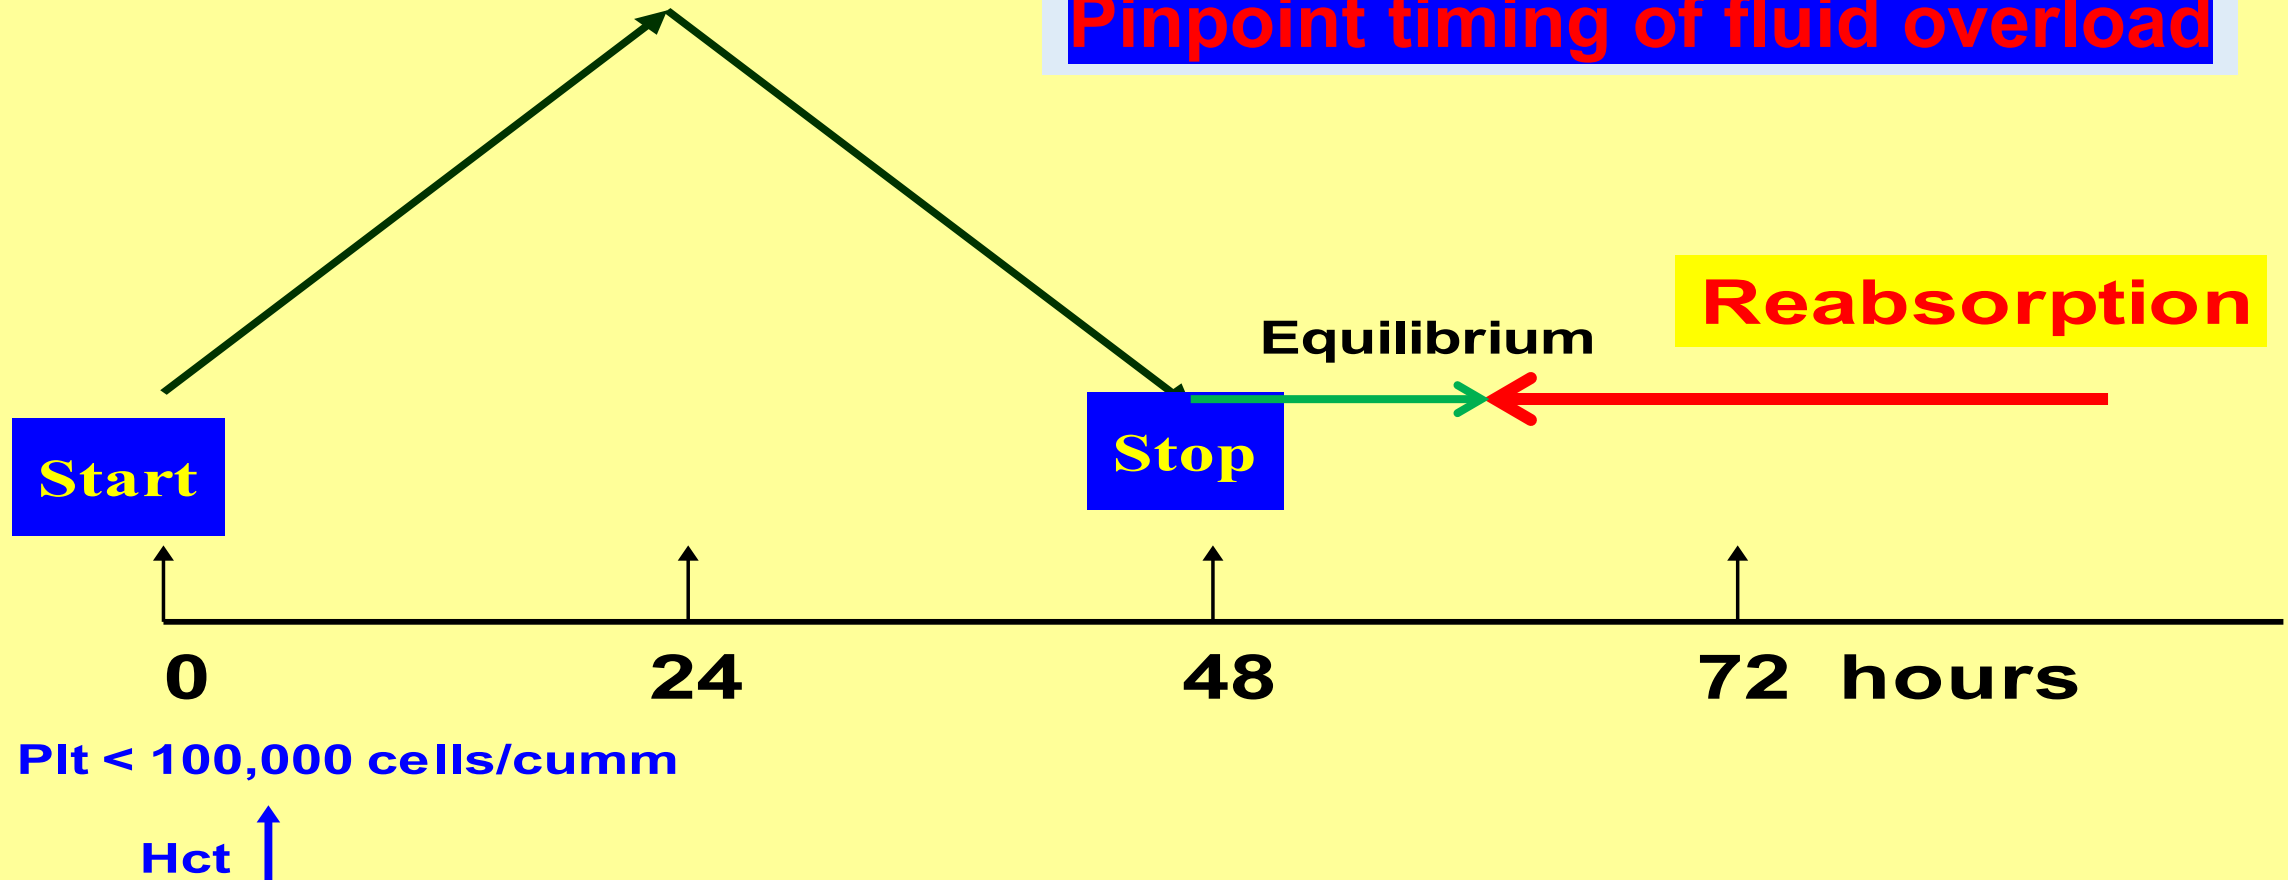 Pinpoint timing of fluid overload
Reabsorption
Equilibrium
Start
Stop
0 24 48 72 hours
Plt < 100,000 cells/cumm
Hct